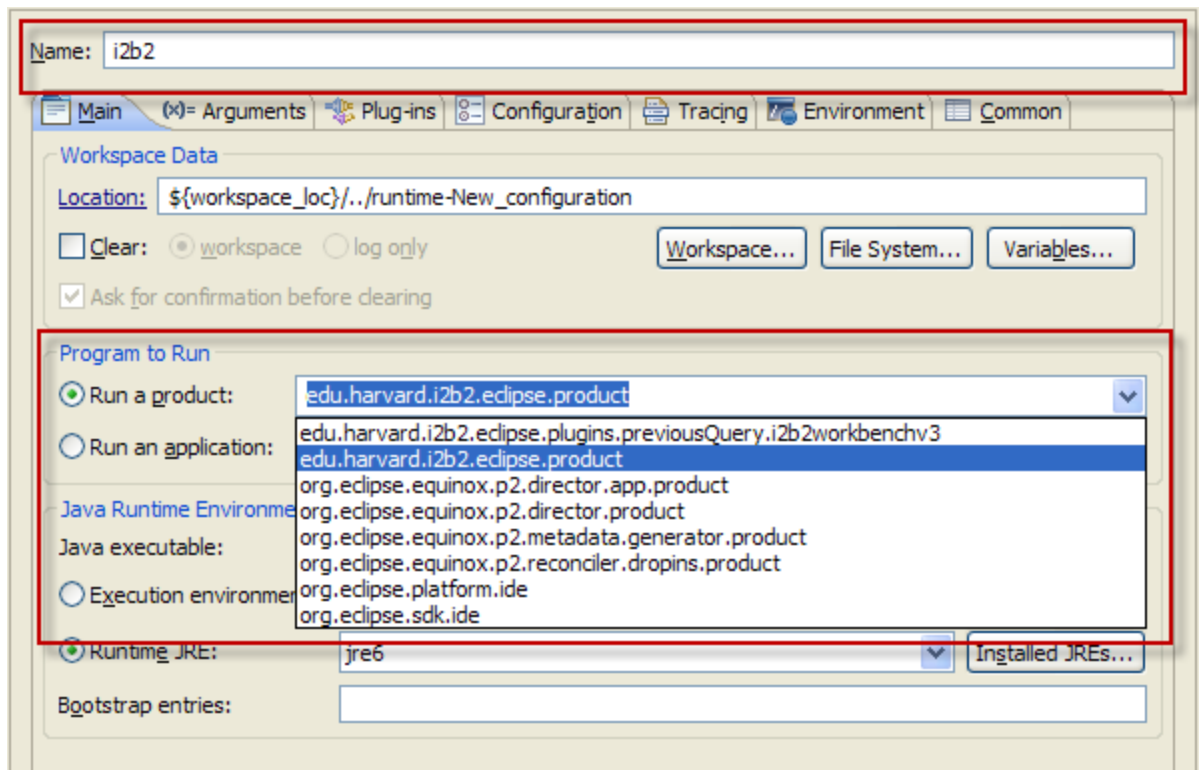 Name: i2b2
Main (x)= Arguments Plug-ins Configuration Tracing Environment Common
Workspace Data
Location: ${workspace_loc}/../runtime-New_configuration
Clear: workspace log only Workspace... File System... Variables...
Ask for confirmation before clearing
Program to Run
Run a product: edu.harvard.i2b2.eclipse.product
Run an application:
edu.harvard.i2b2.eclipse.plugins.previousQuery.i2b2workbenchv3
edu.harvard.i2b2.eclipse.product
org.eclipse.equinox.p2.director.app.product
org.eclipse.equinox.p2.director.product
org.eclipse.equinox.p2.metadata.generator.product
org.eclipse.equinox.p2.reconciler.dropins.product
org.eclipse.platform.ide
org.eclipse.sdk.ide
Java Runtime Environme
Java executable:
Execution environmen
Runtime JRE: jre6 Installed JREs...
Bootstrap entries: